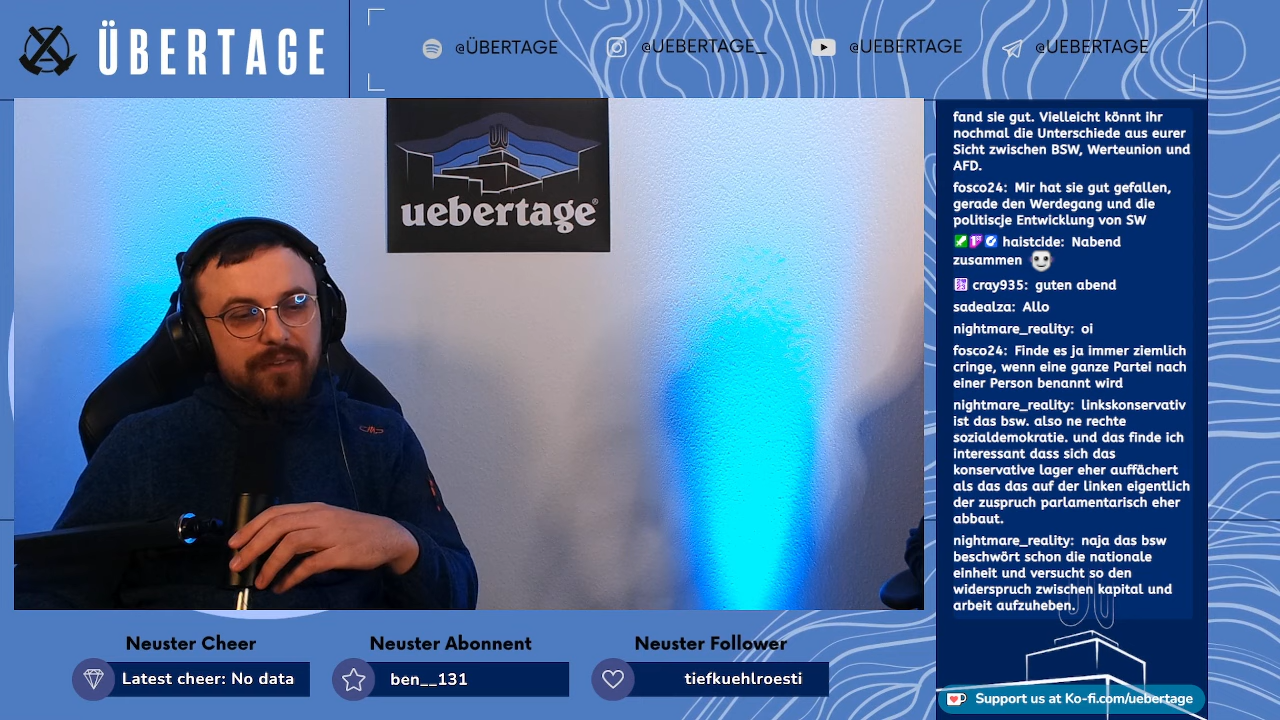 ÜBERTAGE
@ÜBERTAGE
@UEBERTAGE_
@UEBERTAGE
@UEBERTAGE
uebertage®
fand sie gut. Vielleicht könnt ihr
nochmal die Unterschiede aus eurer
Sicht zwischen BSW, Werteunion und
AFD.
fosco24: Mir hat sie gut gefallen,
gerade den Werdegang und die
politiscje Entwicklung von SW
haistcide: Nabend
zusammen
cray935: guten abend
sadealza: Allo
nightmare_reality: oi
fosco24: Finde es ja immer ziemlich
cringe, wenn eine ganze Partei nach
einer Person benannt wird
nightmare_reality: linkskonservativ
ist das bsw. also ne rechte
sozialdemokratie. und das finde ich
interessant dass sich das
konservative lager eher auffächert
als das das auf der linken eigentlich
der zuspruch parlamentarisch eher
abbaut.
nightmare_reality: naja das bsw
beschwört schon die nationale
einheit und versucht so den
widerspruch zwischen kapital und
arbeit aufzuheben.
Neuster Cheer
Latest cheer: No data
Neuster Abonnent
ben__131
Neuster Follower
tiefkuehlroesti
Support us at Ko-fi.com/uebertage